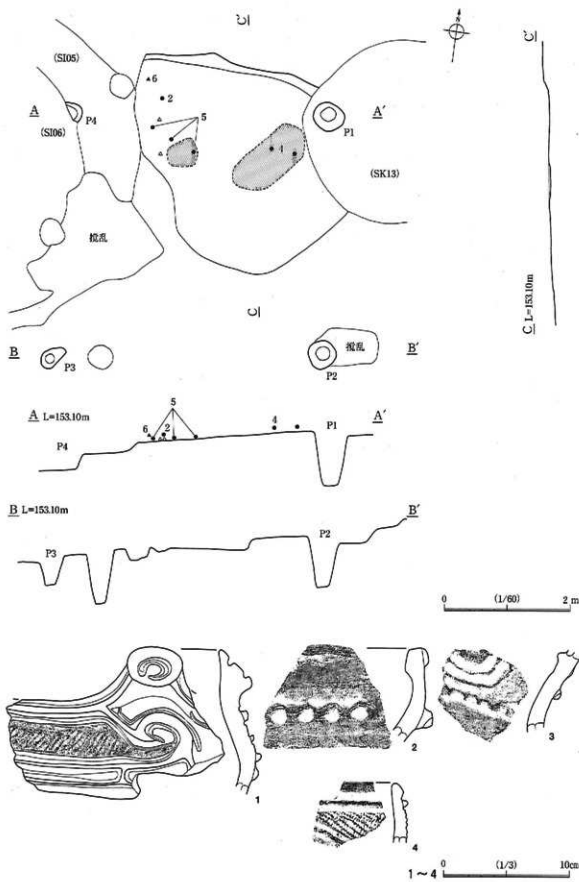 C'
N
C'
(SI05)
6
2
A
P4
5
A'
(SI06)
P1
4
(SK13)
攪乱
C
C L=153.10m
B
P3
攪乱
P2
B'
5
A L=153.10m
6 2
4
P1
A'
P4
B L=153.10m
B'
P3
P2
0 (1/60) 2 m
1
2
3
4
1～4
0 (1/3) 10cm